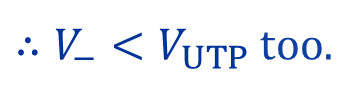 ∴ V₋ < V_UTP too.